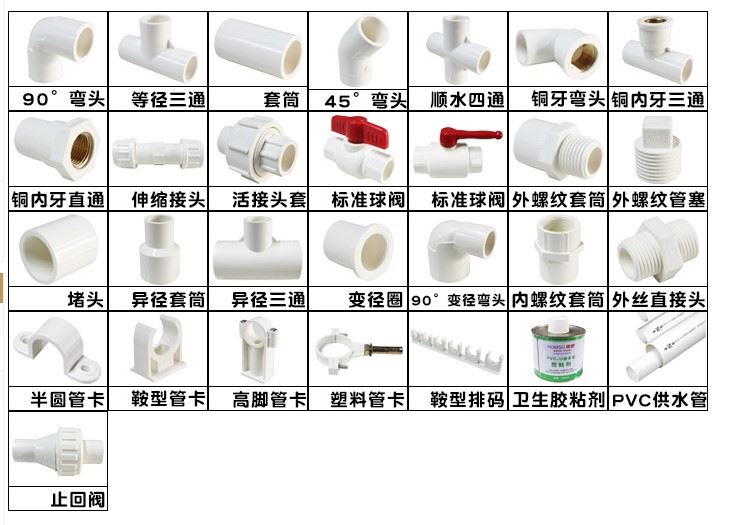 90°弯头
等径三通
套筒
45°弯头
顺水四通
铜牙弯头
铜内牙三通
铜内牙直通
伸缩接头
活接头套
标准球阀
标准球阀
外螺纹套筒
外螺纹管塞
堵头
异径套筒
异径三通
变径圈
90°变径弯头
内螺纹套筒
外丝直接头
半圆管卡
鞍型管卡
高脚管卡
塑料管卡
鞍型排码
PVC-U
胶粘剂
卫生胶粘剂
PVC供水管
止回阀